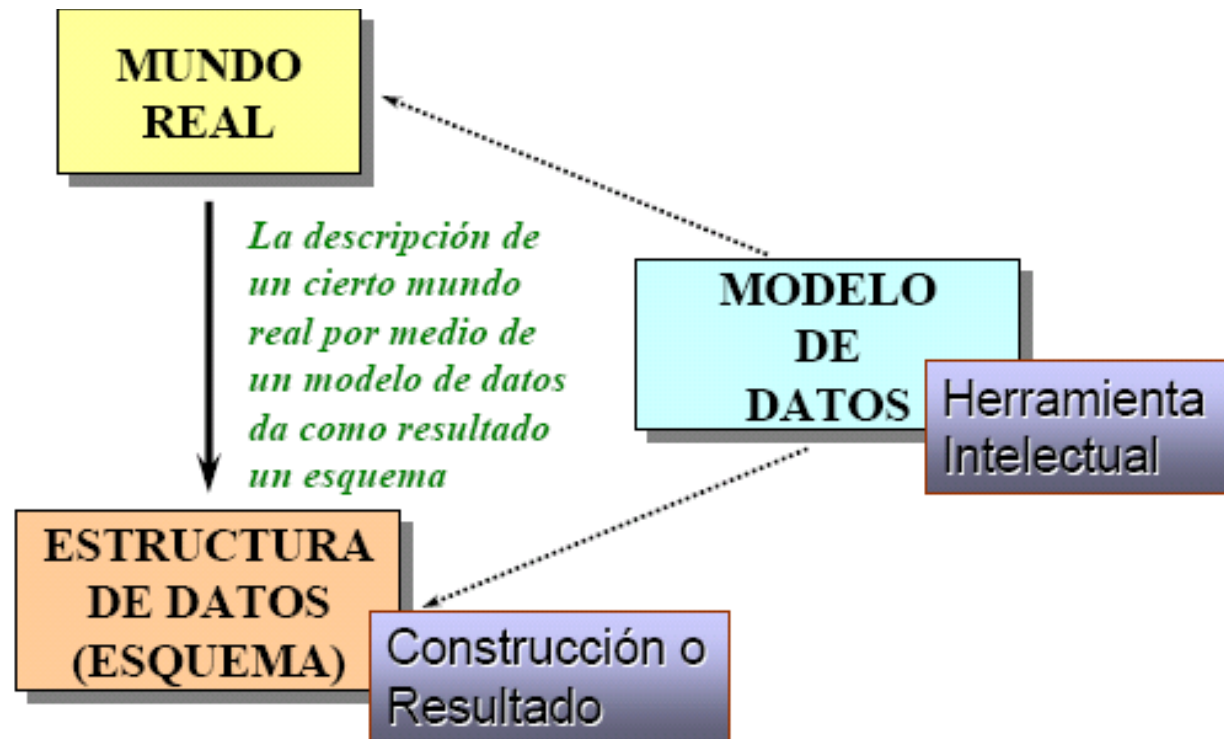 MUNDO
REAL
La descripción de
un cierto mundo
real por medio de
un modelo de datos
da como resultado
un esquema
MODELO
DE
DATOS
Herramienta
Intelectual
ESTRUCTURA
DE DATOS
(ESQUEMA)
Construcción o
Resultado